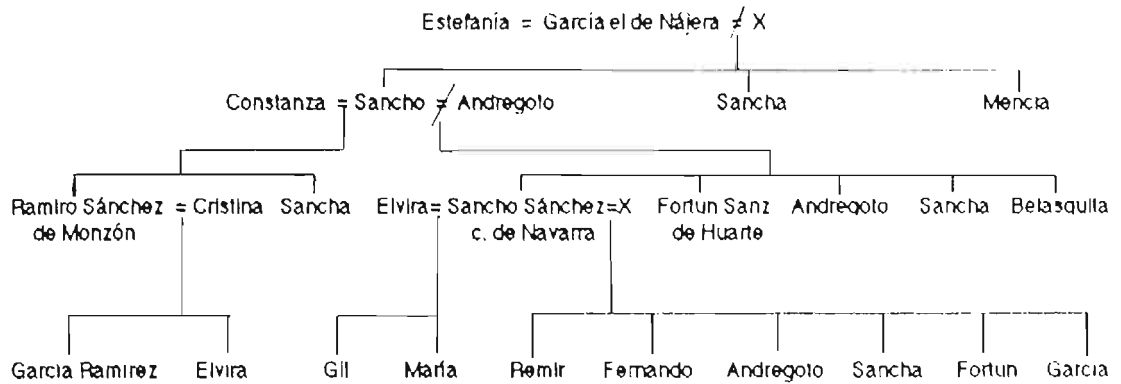 Estefanía = García el de Nájera ≠ X
Constanza = Sancho ≠ Andregoto Sancha Mencía
Ramiro Sánchez = Cristina Sancha Elvira = Sancho Sánchez = X Fortun Sanz Andregoto Sancha Belasquita
de Monzón c. de Navarra de Huarte
García Ramirez Elvira Gil María Remir Fernando Andregoto Sancha Fortun García